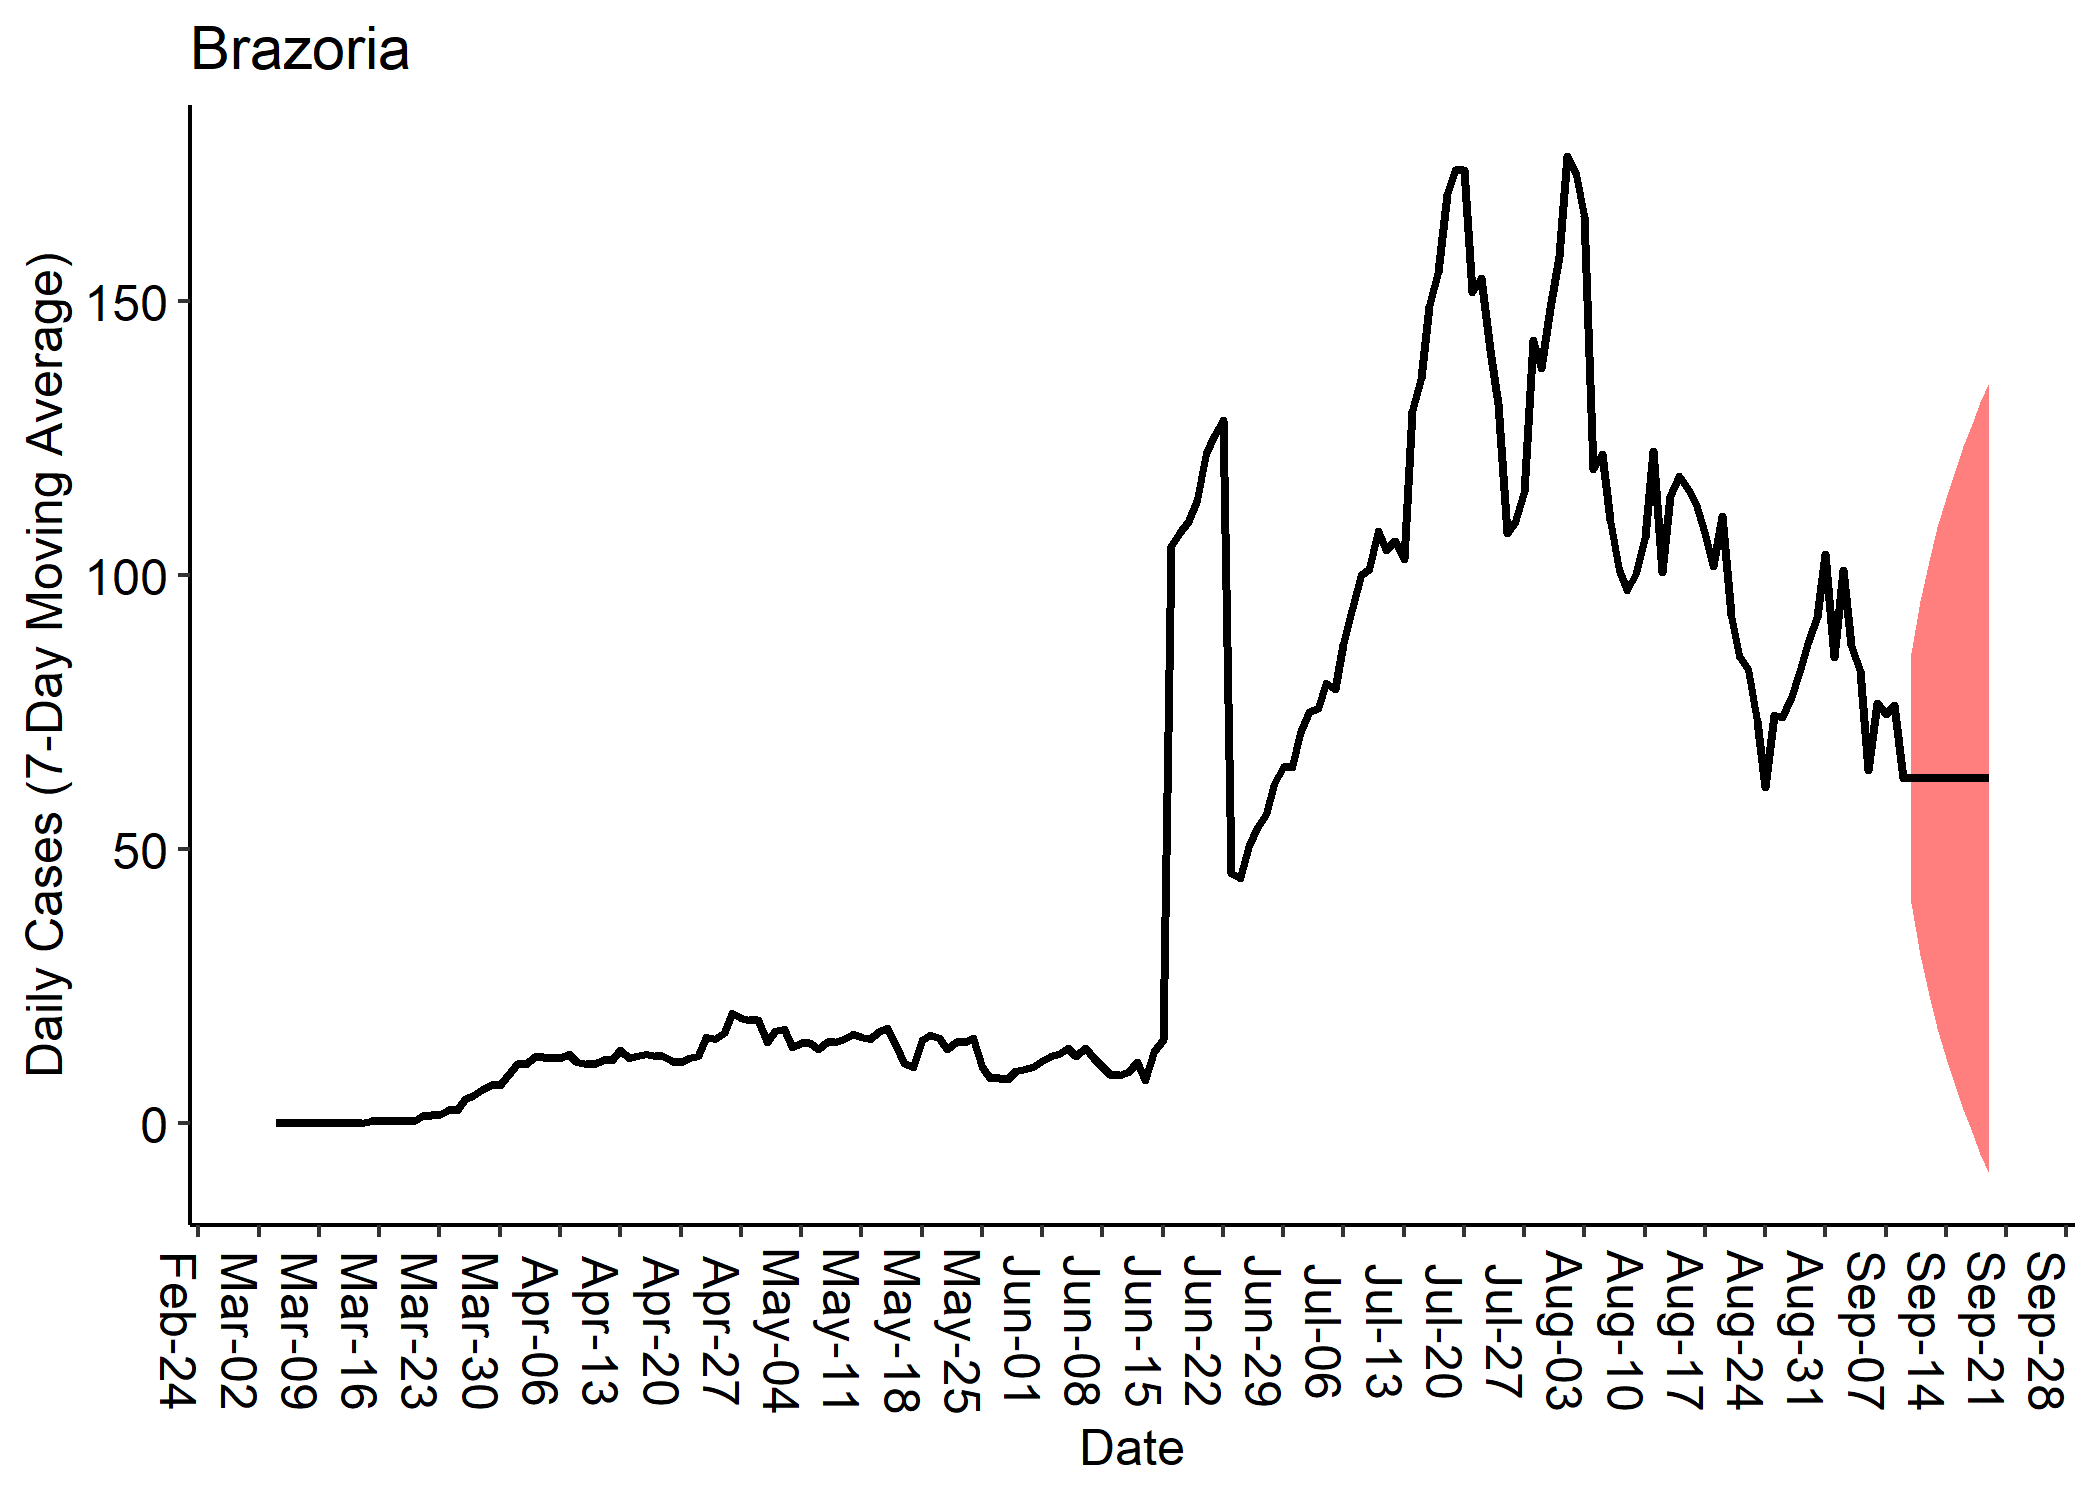 Brazoria
Daily Cases (7-Day Moving Average)
150
100
50
0
Feb-24
Mar-02
Mar-09
Mar-16
Mar-23
Mar-30
Apr-06
Apr-13
Apr-20
Apr-27
May-04
May-11
May-18
May-25
Jun-01
Jun-08
Jun-15
Jun-22
Jun-29
Jul-06
Jul-13
Jul-20
Jul-27
Aug-03
Aug-10
Aug-17
Aug-24
Aug-31
Sep-07
Sep-14
Sep-21
Sep-28
Date